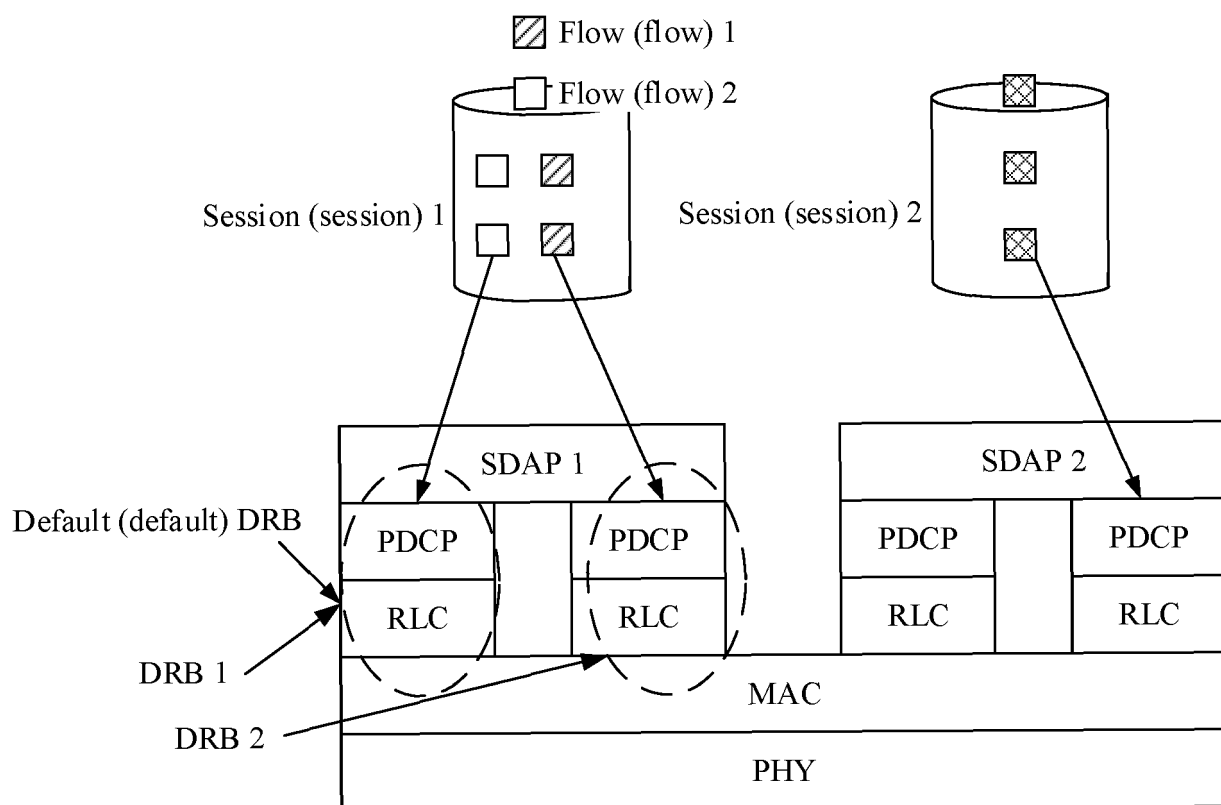 Flow (flow) 1
Flow (flow) 2
Session (session) 1
Session (session) 2
SDAP 1
SDAP 2
Default (default) DRB
PDCP
PDCP
PDCP
PDCP
RLC
RLC
RLC
RLC
DRB 1
MAC
DRB 2
PHY